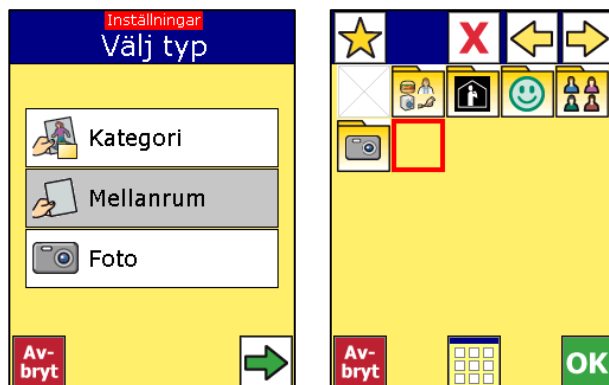 Inställningar
Välj typ
Kategori
Mellanrum
Foto
Av-
bryt
X
Av-
bryt
OK